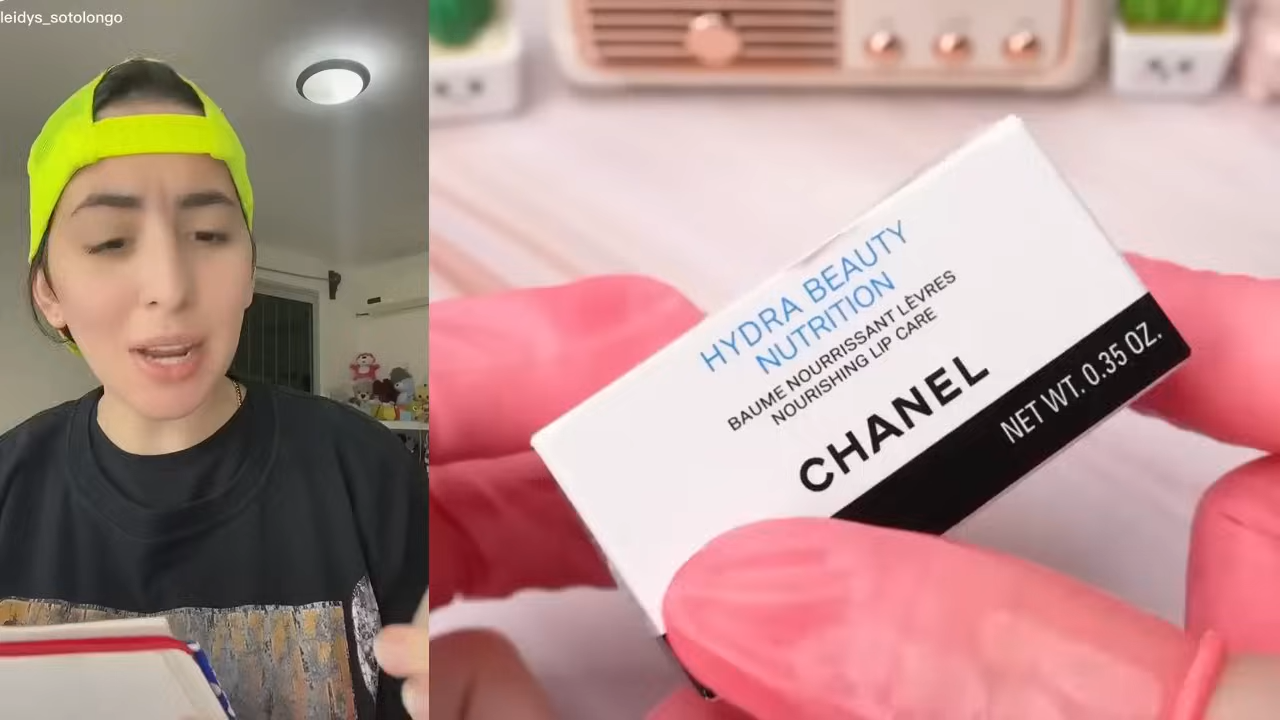 leidys_sotolongo
HYDRA BEAUTY
NUTRITION
BAUME NOURRISSANT LÈVRES
NOURISHING LIP CARE
CHANEL
NET WT. 0.35 OZ.